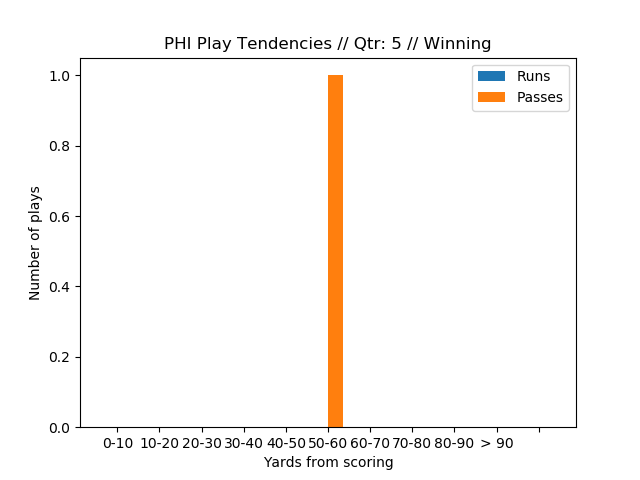 PHI Play Tendencies // Qtr: 5 // Winning
Runs
Passes
1.0
0.8
0.6
0.4
0.2
0.0
Number of plays
0-10 10-20 20-30 30-40 40-50 50-60 60-70 70-80 80-90 > 90
Yards from scoring